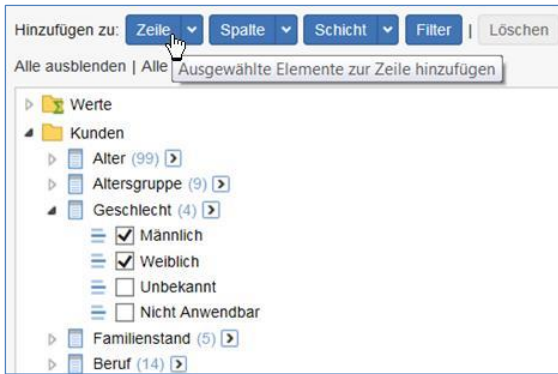 Hinzufügen zu: Zeile Spalte Schicht Filter | Löschen
Alle ausblenden | Alle
Ausgewählte Elemente zur Zeile hinzufügen
Werte
Kunden
Alter (99)
Altersgruppe (9)
Geschlecht (4)
Männlich
Weiblich
Unbekannt
Nicht Anwendbar
Familienstand (5)
Beruf (14)